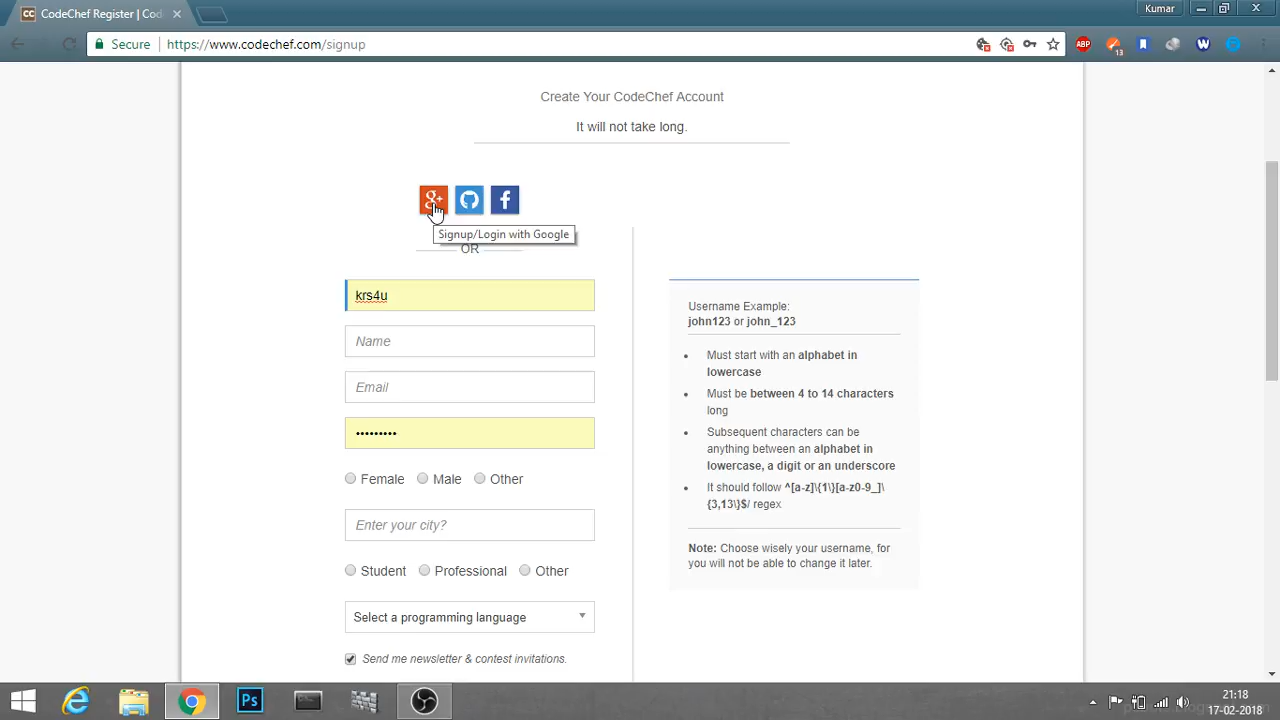 CC CodeChef Register | Cod
Kumar
Secure https://www.codechef.com/signup
ABP
13
W
Create Your CodeChef Account
It will not take long.
g+ f
Signup/Login with Google
OR
krs4u
Name
Email
•••••••••
Female Male Other
Enter your city?
Student Professional Other
Select a programming language
Send me newsletter & contest invitations.
Username Example:
john123 or john_123
• Must start with an alphabet in
lowercase
• Must be between 4 to 14 characters
long
• Subsequent characters can be
anything between an alphabet in
lowercase, a digit or an underscore
• It should follow ^[a-z]\{1\}[a-z0-9_]\
\{3,13\}$/ regex
Note: Choose wisely your username, for
you will not be able to change it later.
Ps
21:18
17-02-2018